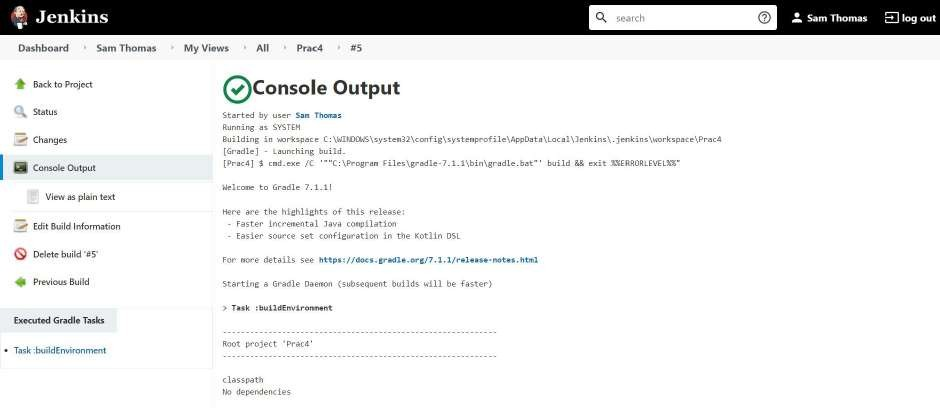 Jenkins
search
Sam Thomas
log out
Dashboard
Sam Thomas
My Views
All
Prac4
#5
Back to Project
Status
Changes
Console Output
View as plain text
Edit Build Information
Delete build '#5'
Previous Build
Executed Gradle Tasks
Task :buildEnvironment
Console Output
Started by user Sam Thomas
Running as SYSTEM
Building in workspace C:\WINDOWS\system32\config\systemprofile\AppData\Local\Jenkins\.jenkins\workspace\Prac4
[Gradle] - Launching build.
[Prac4] $ cmd.exe /C '""C:\Program Files\gradle-7.1.1\bin\gradle.bat"' build && exit %%ERRORLEVEL%%"
Welcome to Gradle 7.1.1!
Here are the highlights of this release:
- Faster incremental Java compilation
- Easier source set configuration in the Kotlin DSL
For more details see https://docs.gradle.org/7.1.1/release-notes.html
Starting a Gradle Daemon (subsequent builds will be faster)
> Task :buildEnvironment
------------------------------------------------------------
Root project 'Prac4'
------------------------------------------------------------
classpath
No dependencies